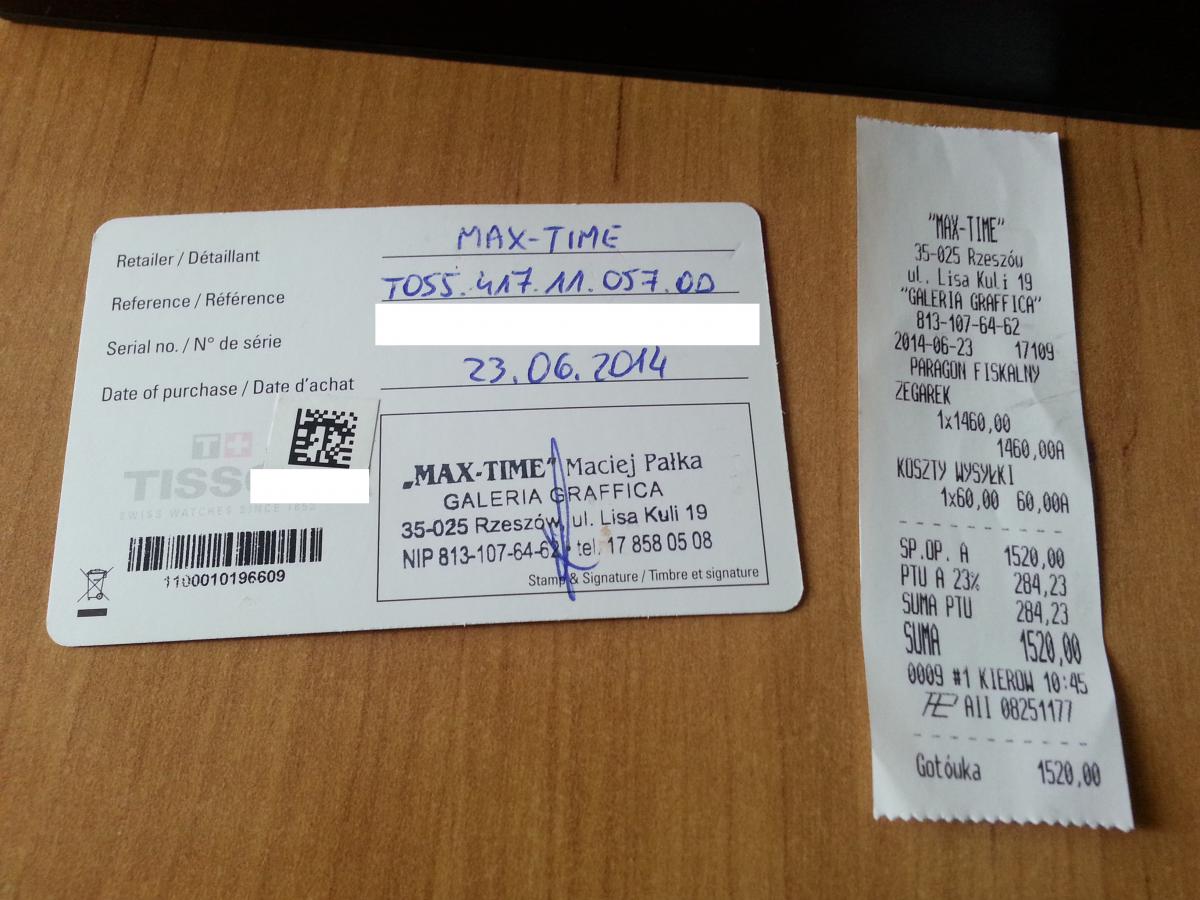 Retailer / Détaillant MAX-TIME
Reference / Référence T055.417.11.057.00
Serial no. / N° de série
Date of purchase / Date d'achat 23.06.2014
T+
TISS
SWISS WATCHES SINCE 1853
1100010196609
„MAX-TIME" Maciej Pałka
GALERIA GRAFFICA
35-025 Rzeszów, ul. Lisa Kuli 19
NIP 813-107-64-62 • tel. 17 858 05 08
Stamp & Signature / Timbre et signature
"MAX-TIME"
35-025 Rzeszów
ul. Lisa Kuli 19
"GALERIA GRAFFICA"
813-107-64-62
2014-06-23 17109
PARAGON FISKALNY
ZEGAREK
1x1460,00
1460,00A
KOSZTY WYSYŁKI
1x60,00 60,00A
SP.OP. A 1520,00
PTU A 23% 284,23
SUMA PTU 284,23
SUMA 1520,00
0009 #1 KIEROW 10:45
AII 08251177
Gotówka 1520,00